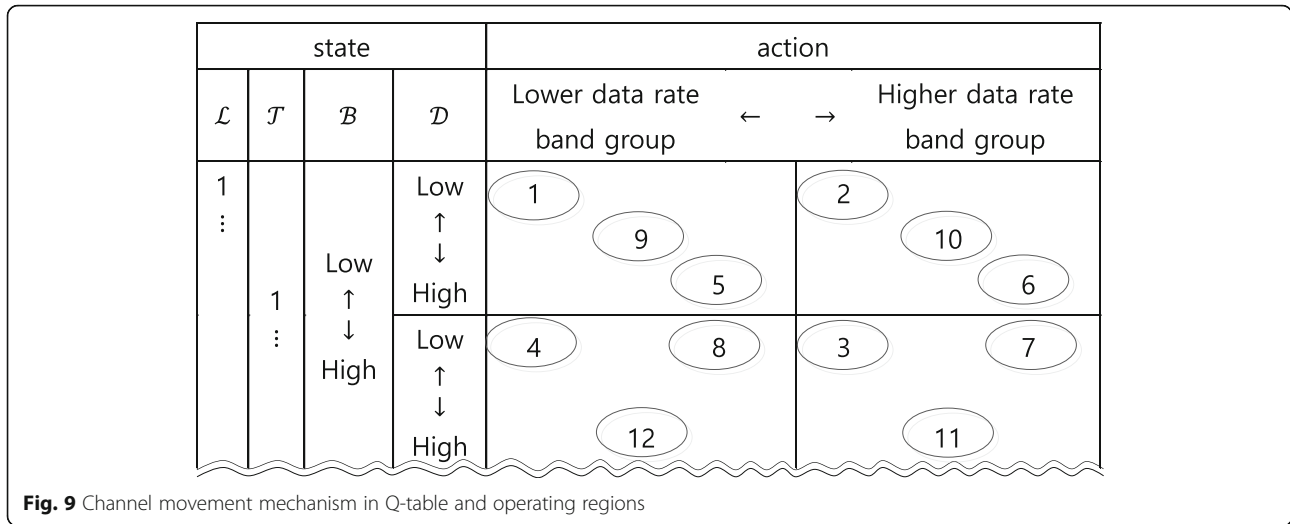 state action
ℒ 𝒯 ℬ 𝒟 Lower data rate band group ← → Higher data rate band group
1 Low 1 2
⋮ ↑ 9 10
Low ↓
1 ↑ High 5 6
⋮ ↓ Low 4 8 3 7
High ↑
↓
High 12 11
Fig. 9 Channel movement mechanism in Q-table and operating regions